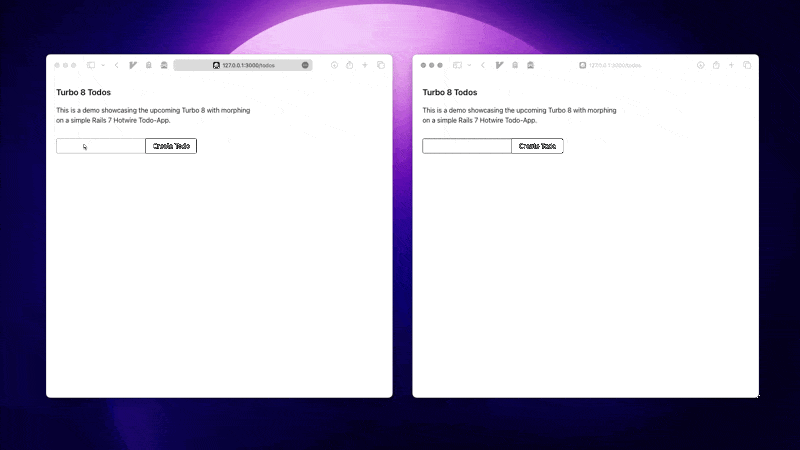 127.0.0.1:3000/todos
Turbo 8 Todos
This is a demo showcasing the upcoming Turbo 8 with morphing
on a simple Rails 7 Hotwire Todo-App.
Create Todo
127.0.0.1:3000/todos
Turbo 8 Todos
This is a demo showcasing the upcoming Turbo 8 with morphing
on a simple Rails 7 Hotwire Todo-App.
Create Todo